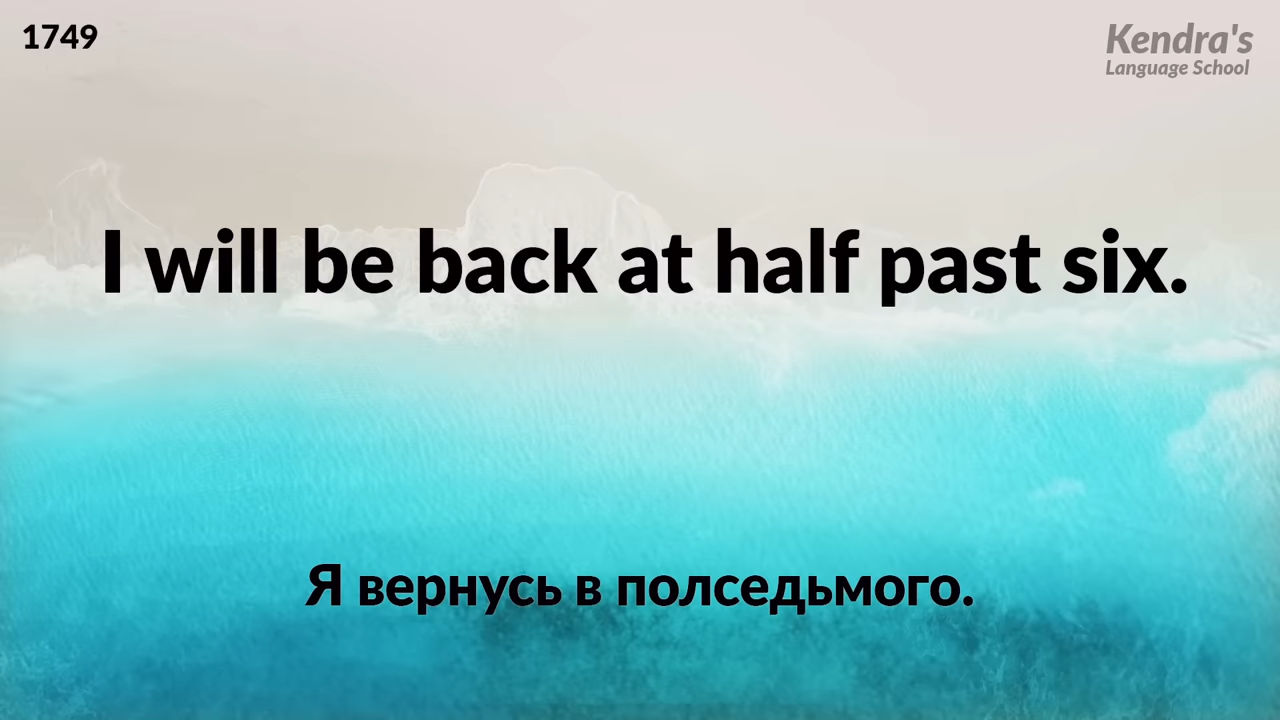 1749
Kendra's
Language School
I will be back at half past six.
Я вернусь в полседьмого.